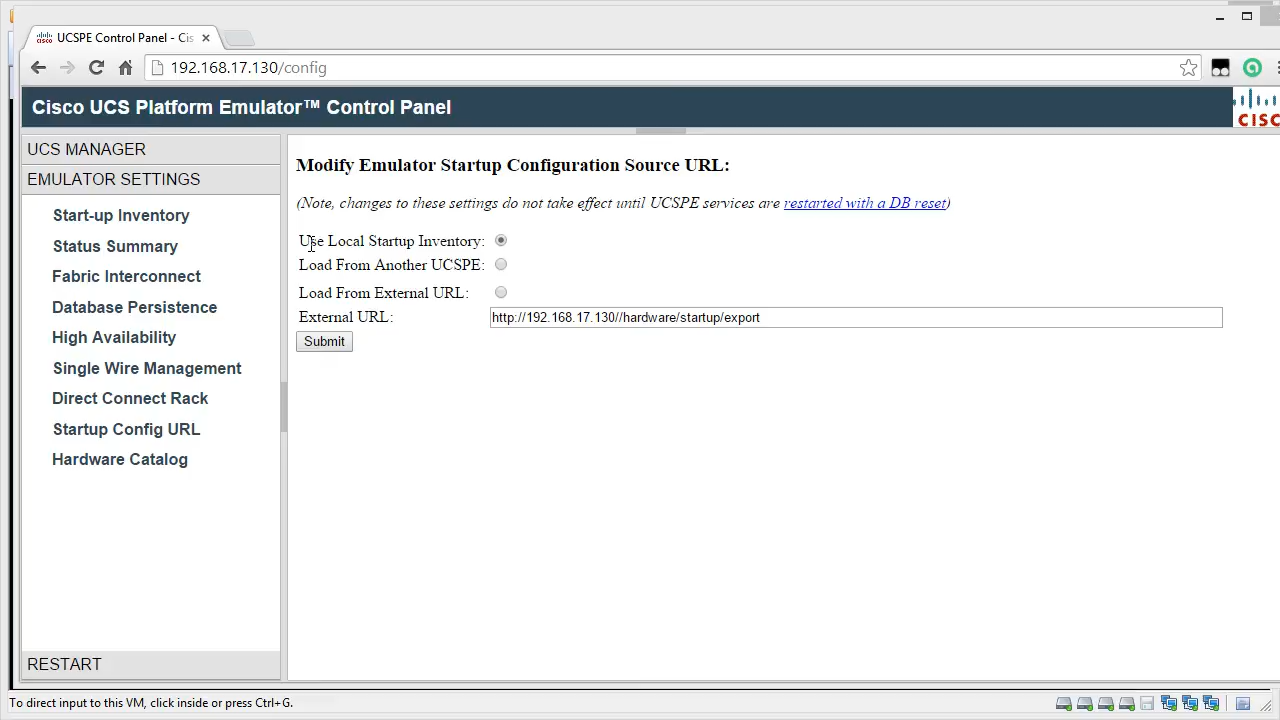 cisco UCSPE Control Panel - Cis
192.168.17.130/config
Cisco UCS Platform Emulator™ Control Panel
CISC
UCS MANAGER
EMULATOR SETTINGS
Start-up Inventory
Status Summary
Fabric Interconnect
Database Persistence
High Availability
Single Wire Management
Direct Connect Rack
Startup Config URL
Hardware Catalog
RESTART
Modify Emulator Startup Configuration Source URL:
(Note, changes to these settings do not take effect until UCSPE services are restarted with a DB reset)
Use Local Startup Inventory:
Load From Another UCSPE:
Load From External URL:
External URL: http://192.168.17.130//hardware/startup/export
Submit
To direct input to this VM, click inside or press Ctrl+G.